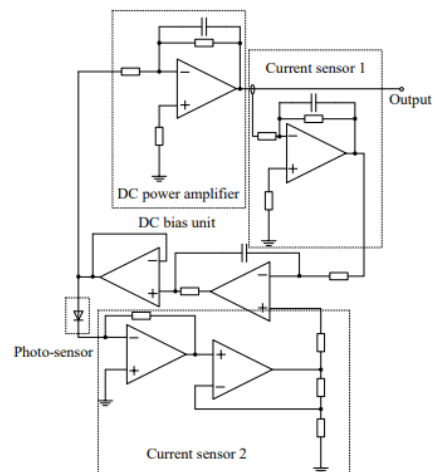 Current sensor 1
Output
DC power amplifier
DC bias unit
Photo-sensor
Current sensor 2